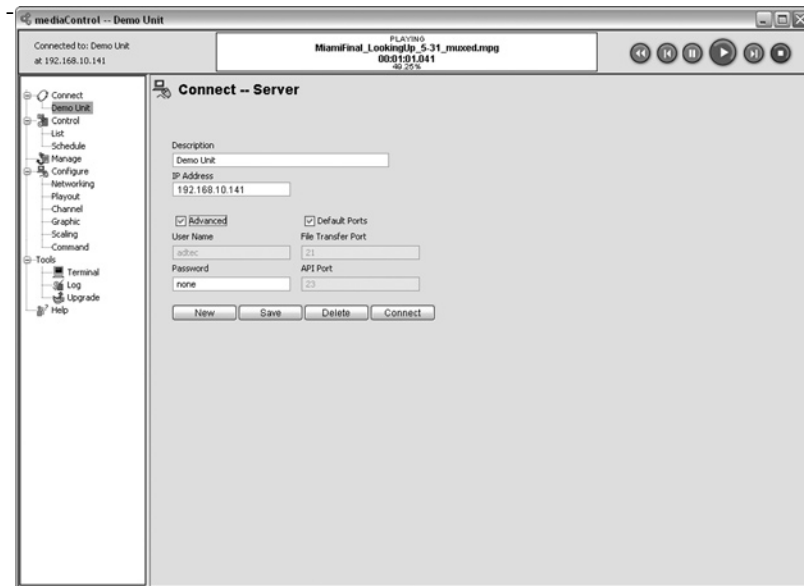 mediaControl -- Demo Unit
Connected to: Demo Unit
at 192.168.10.141
PLAYING
MiamiFinal_LookingUp_5-31_muxed.mpg
00:01:01.041
49.25%
Connect
Demo Unit
Control
List
Schedule
Manage
Configure
Networking
Playout
Channel
Graphic
Scaling
Command
Tools
Terminal
Log
Upgrade
Help
Connect -- Server
Description
Demo Unit
IP Address
192.168.10.141
Advanced
Default Ports
User Name
File Transfer Port
adtec
21
Password
API Port
none
23
New
Save
Delete
Connect